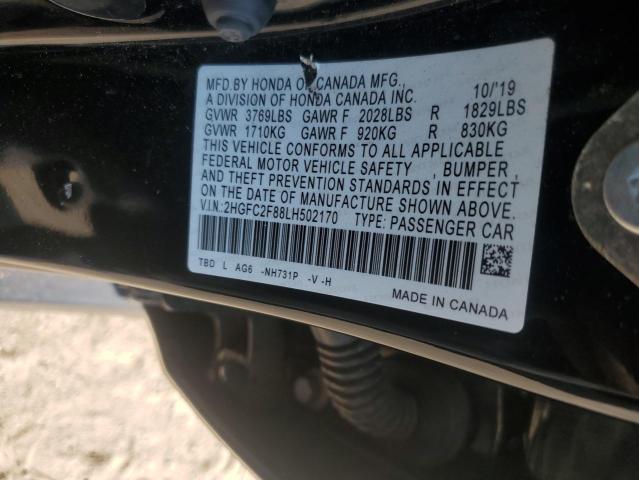 MFD.BY HONDA OF CANADA MFG., 10/'19
A DIVISION OF HONDA CANADA INC.
GVWR 3769LBS GAWR F 2028LBS R 1829LBS
GVWR 1710KG GAWR F 920KG R 830KG
THIS VEHICLE CONFORMS TO ALL APPLICABLE
FEDERAL MOTOR VEHICLE SAFETY , BUMPER ,
AND THEFT PREVENTION STANDARDS IN EFFECT
ON THE DATE OF MANUFACTURE SHOWN ABOVE.
V.I.N.:2HGFC2F88LH502170 TYPE: PASSENGER CAR
TBD L AG6 -NH731P -V -H
MADE IN CANADA